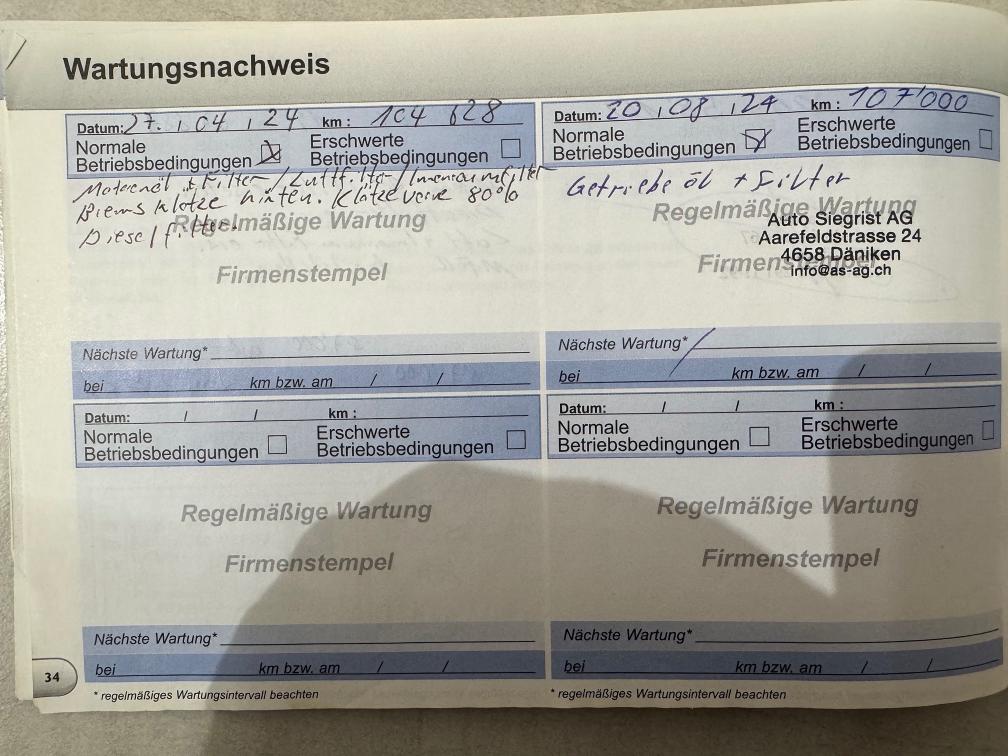 Wartungsnachweis
Datum: 27. / 04 / 24 km : 104 628
Normale
Betriebsbedingungen
Erschwerte
Betriebsbedingungen
Motorenöl + Filter / Luftfilter / Innenraumfilter
Bremsklötze hinten. Klötze vorne 80%
Dieselfilter.
Regelmäßige Wartung
Firmenstempel
Nächste Wartung*
bei km bzw. am / /
Datum: 20 / 08 / 24 km : 107'000
Normale
Betriebsbedingungen
Erschwerte
Betriebsbedingungen
Getriebe öl + Filter
Regelmäßige Wartung
Auto Siegrist AG
Aarefeldstrasse 24
4658 Däniken
info@as-ag.ch
Firmenstempel
Nächste Wartung*
bei km bzw. am / /
Datum: / / km :
Normale
Betriebsbedingungen
Erschwerte
Betriebsbedingungen
Regelmäßige Wartung
Firmenstempel
Nächste Wartung*
bei km bzw. am / /
* regelmäßiges Wartungsintervall beachten
Datum: / / km :
Normale
Betriebsbedingungen
Erschwerte
Betriebsbedingungen
Regelmäßige Wartung
Firmenstempel
Nächste Wartung*
bei km bzw. am / /
* regelmäßiges Wartungsintervall beachten
34